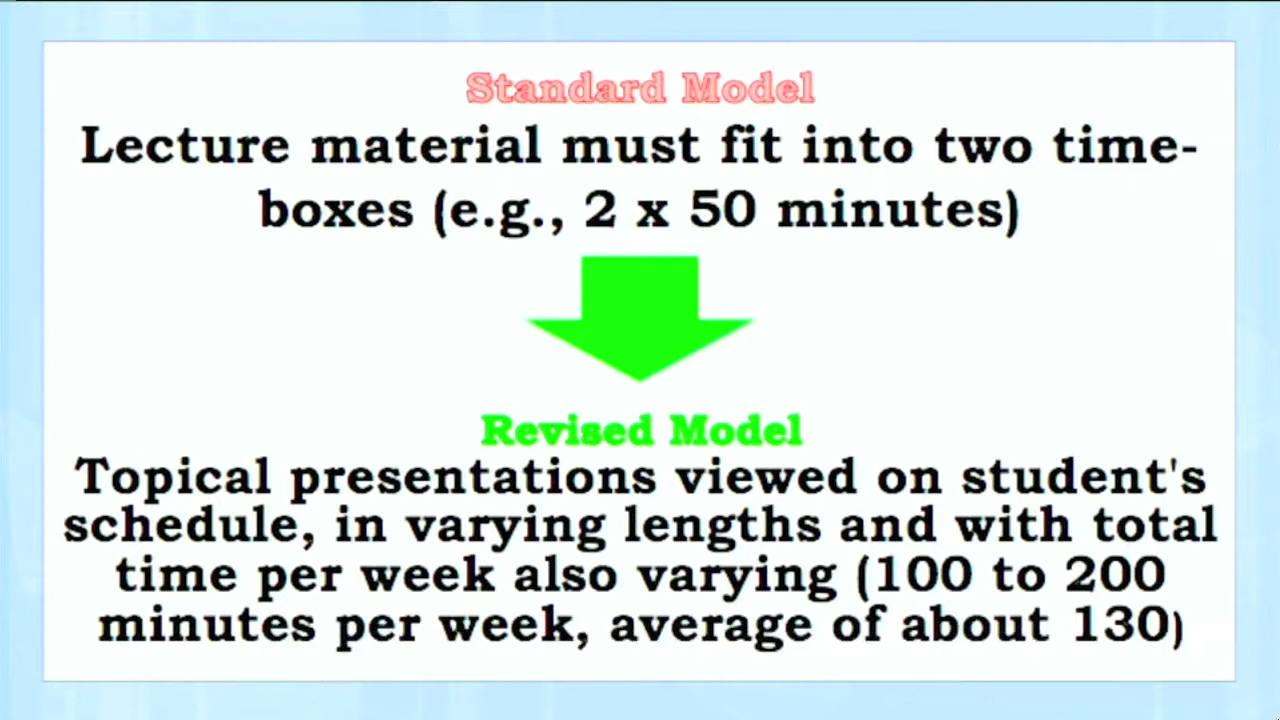 Standard Model
Lecture material must fit into two time-
boxes (e.g., 2 x 50 minutes)
Revised Model
Topical presentations viewed on student's
schedule, in varying lengths and with total
time per week also varying (100 to 200
minutes per week, average of about 130)